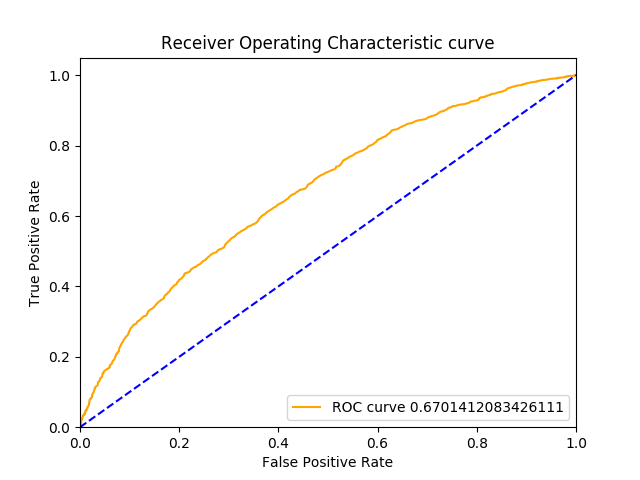 Receiver Operating Characteristic curve
1.0
0.8
0.6
0.4
0.2
0.0
True Positive Rate
ROC curve 0.6701412083426111
0.0 0.2 0.4 0.6 0.8 1.0
False Positive Rate